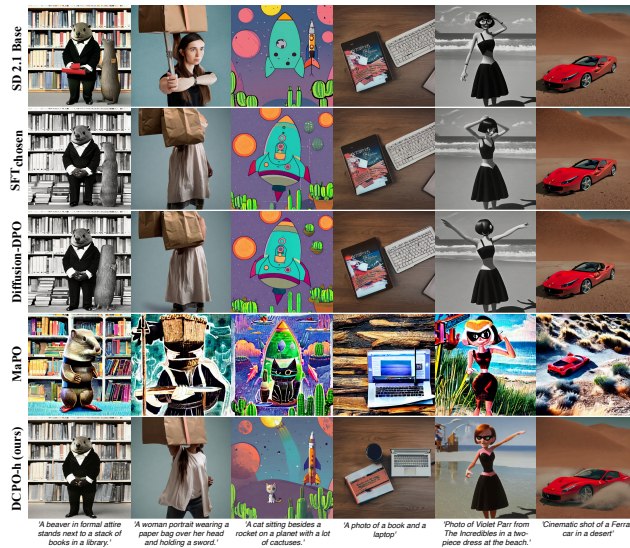 SD 2.1 Base
SFT chosen
Diffusion-DPO
MaPO
DCPO-h (ours)
'A beaver in formal attire
stands next to a stack of
books in a library.'
'A woman portrait wearing a
paper bag over her head
and holding a sword.'
'A cat sitting besides a
rocket on a planet with a lot
of cactuses.'
'A photo of a book and a
laptop'
'Photo of Violet Parr from
The Incredibles in a two-
piece dress at the beach.'
'Cinematic shot of a Ferrari
car in a desert'